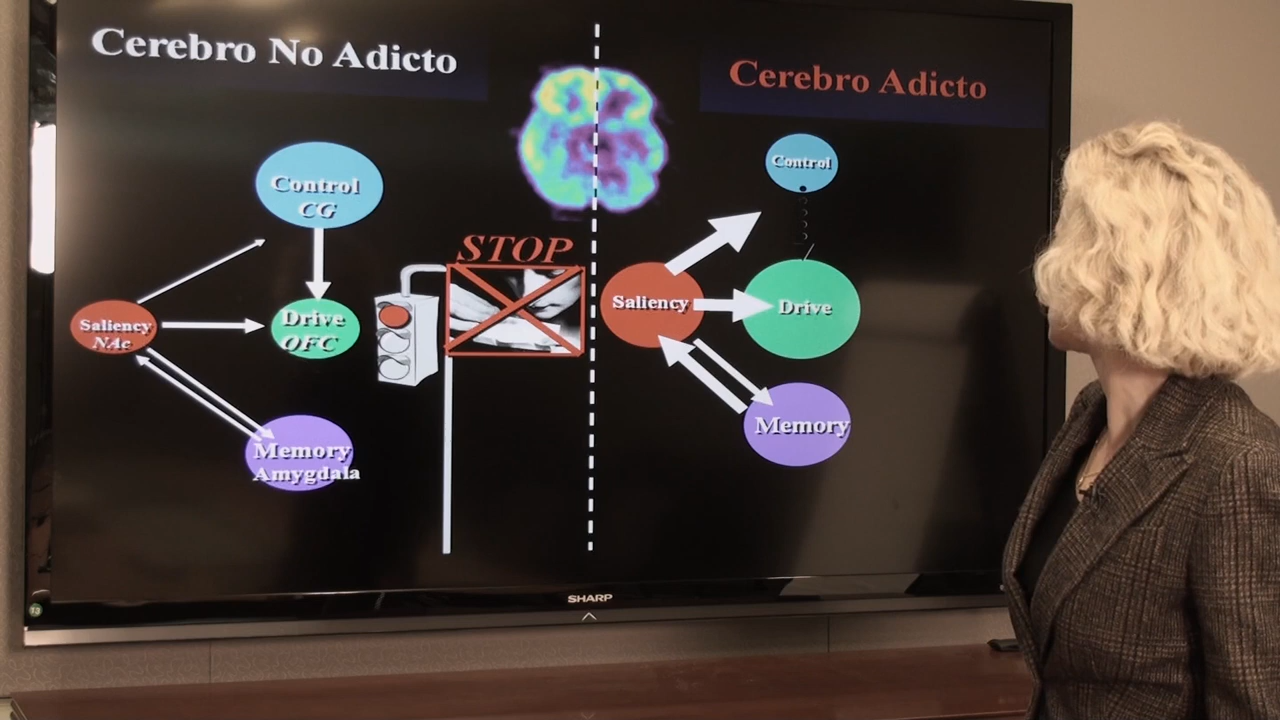 Cerebro No Adicto
Control
CG
Saliency
NAc
Drive
OFC
Memory
Amygdala
STOP
Cerebro Adicto
Control
Saliency
Drive
Memory
SHARP